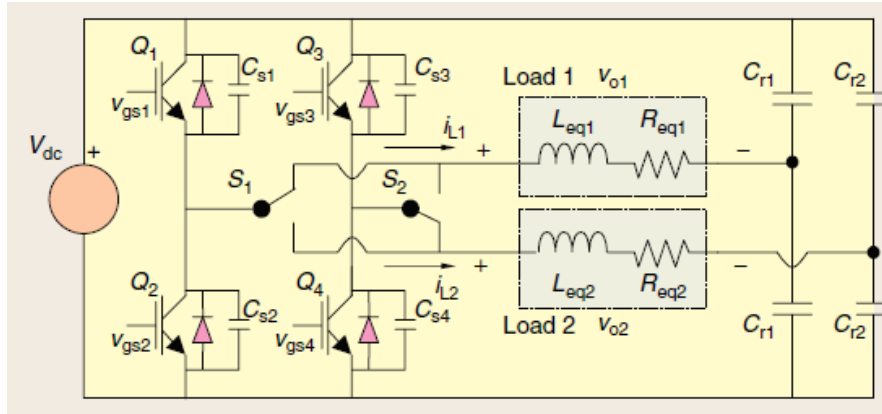 Q1
Cs1
vgs1
Q3
Cs3
vgs3
Load 1 vo1
Leq1 Req1
Cr1
Cr2
iL1
+
−
Vdc
+
S1
S2
Q2
Cs2
vgs2
Q4
Cs4
vgs4
iL2
+
−
Leq2 Req2
Load 2 vo2
Cr1
Cr2